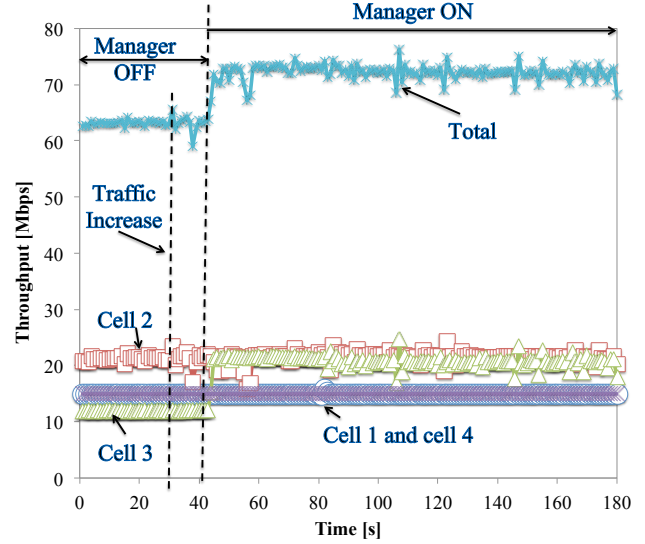 Manager ON
Manager
OFF
Total
Traffic
Increase
Cell 2
Cell 1 and cell 4
Cell 3
Throughput [Mbps]
80
70
60
50
40
30
20
10
0
0 20 40 60 80 100 120 140 160 180
Time [s]